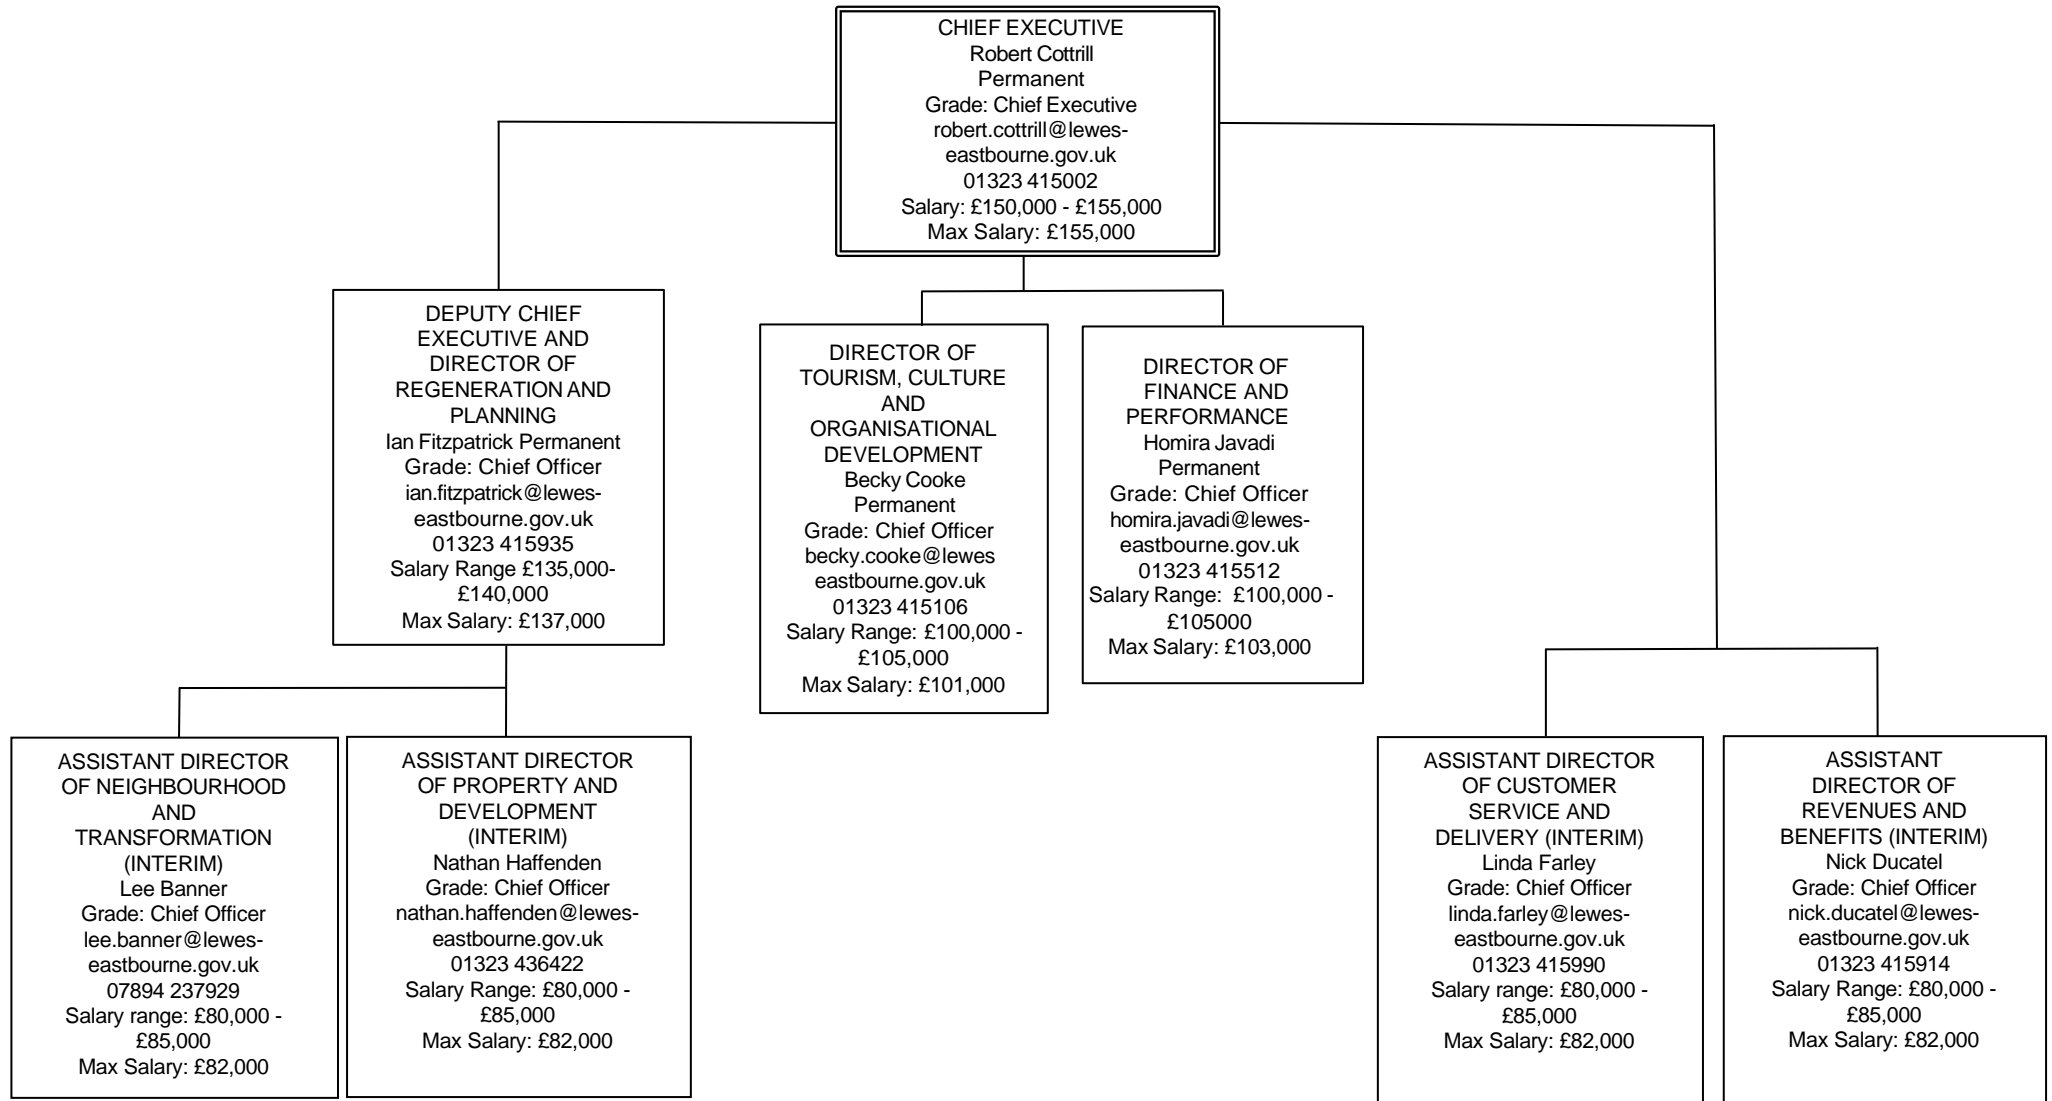 CHIEF EXECUTIVE
Robert Cottrill
Permanent
Grade: Chief Executive
robert.cottrill@lewes-
eastbourne.gov.uk
01323 415002
Salary: £150,000 - £155,000
Max Salary: £155,000
DEPUTY CHIEF
EXECUTIVE AND
DIRECTOR OF
REGENERATION AND
PLANNING
Ian Fitzpatrick Permanent
Grade: Chief Officer
ian.fitzpatrick@lewes-
eastbourne.gov.uk
01323 415935
Salary Range £135,000-
£140,000
Max Salary: £137,000
DIRECTOR OF
TOURISM, CULTURE
AND
ORGANISATIONAL
DEVELOPMENT
Becky Cooke
Permanent
Grade: Chief Officer
becky.cooke@lewes
eastbourne.gov.uk
01323 415106
Salary Range: £100,000 -
£105,000
Max Salary: £101,000
DIRECTOR OF
FINANCE AND
PERFORMANCE
Homira Javadi
Permanent
Grade: Chief Officer
homira.javadi@lewes-
eastbourne.gov.uk
01323 415512
Salary Range: £100,000 -
£105000
Max Salary: £103,000
ASSISTANT DIRECTOR
OF NEIGHBOURHOOD
AND
TRANSFORMATION
(INTERIM)
Lee Banner
Grade: Chief Officer
lee.banner@lewes-
eastbourne.gov.uk
07894 237929
Salary range: £80,000 -
£85,000
Max Salary: £82,000
ASSISTANT DIRECTOR
OF PROPERTY AND
DEVELOPMENT
(INTERIM)
Nathan Haffenden
Grade: Chief Officer
nathan.haffenden@lewes-
eastbourne.gov.uk
01323 436422
Salary Range: £80,000 -
£85,000
Max Salary: £82,000
ASSISTANT DIRECTOR
OF CUSTOMER
SERVICE AND
DELIVERY (INTERIM)
Linda Farley
Grade: Chief Officer
linda.farley@lewes-
eastbourne.gov.uk
01323 415990
Salary range: £80,000 -
£85,000
Max Salary: £82,000
ASSISTANT
DIRECTOR OF
REVENUES AND
BENEFITS (INTERIM)
Nick Ducatel
Grade: Chief Officer
nick.ducatel@lewes-
eastbourne.gov.uk
01323 415914
Salary Range: £80,000 -
£85,000
Max Salary: £82,000